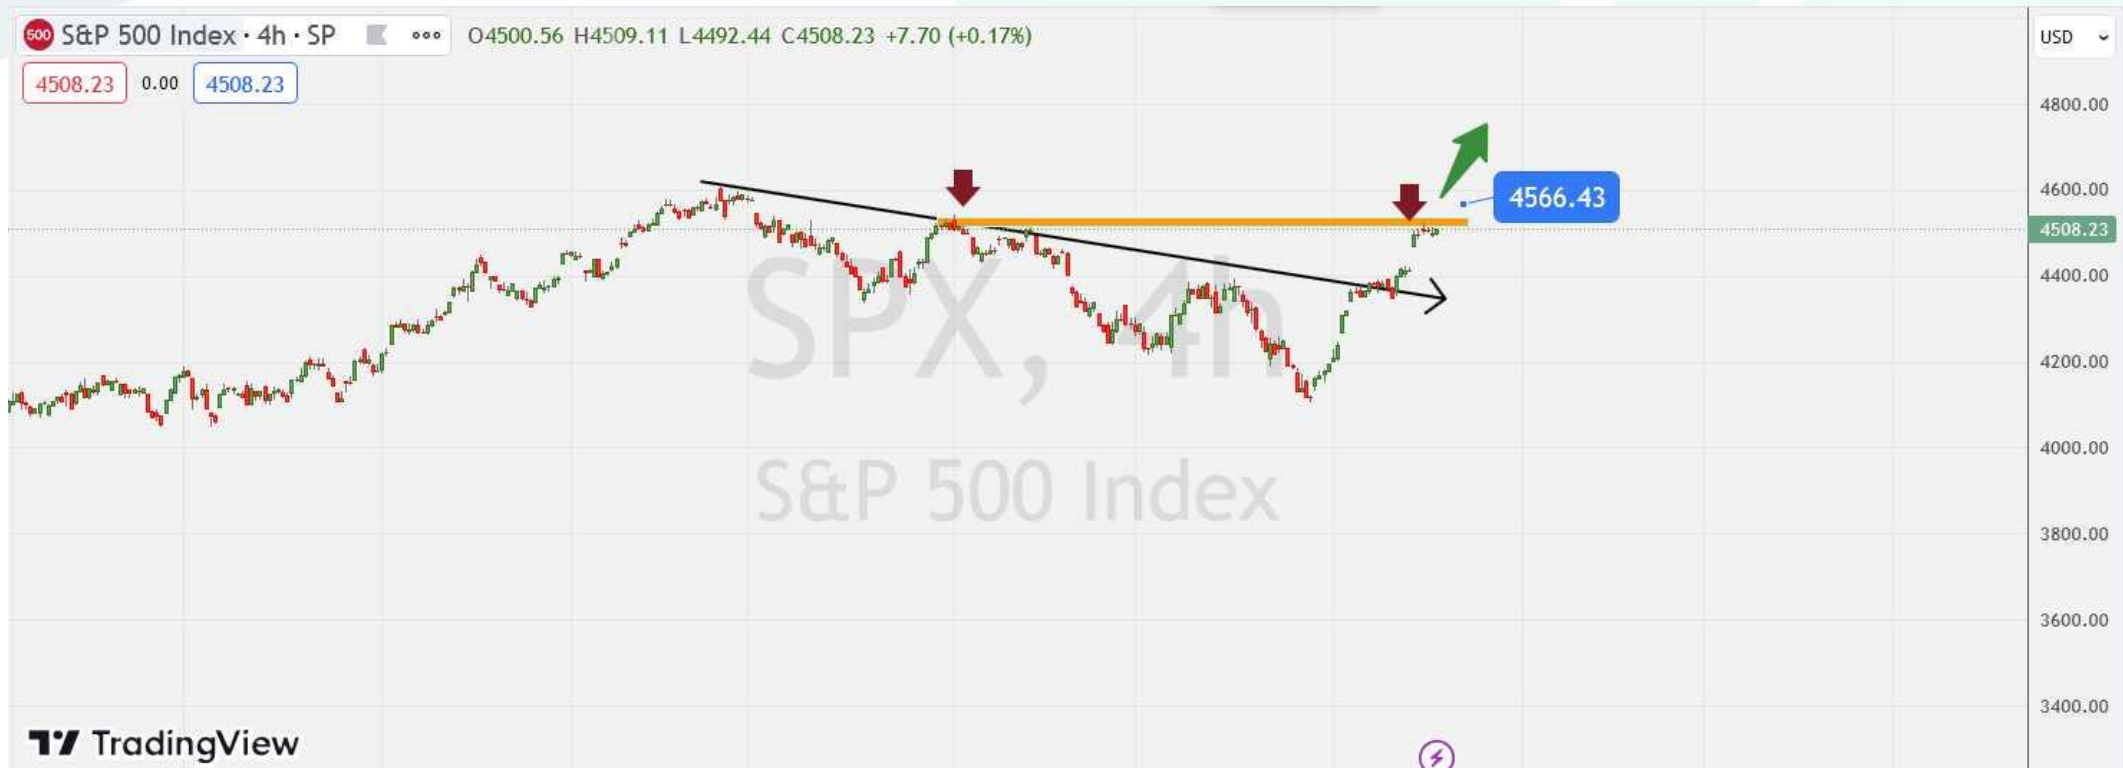 500 S&P 500 Index · 4h · SP ••• O4500.56 H4509.11 L4492.44 C4508.23 +7.70 (+0.17%)
USD
4508.23 0.00 4508.23
4800.00
4600.00
4566.43
4508.23
4400.00
4200.00
4000.00
3800.00
3600.00
3400.00
SPX, 4h
S&P 500 Index
TradingView